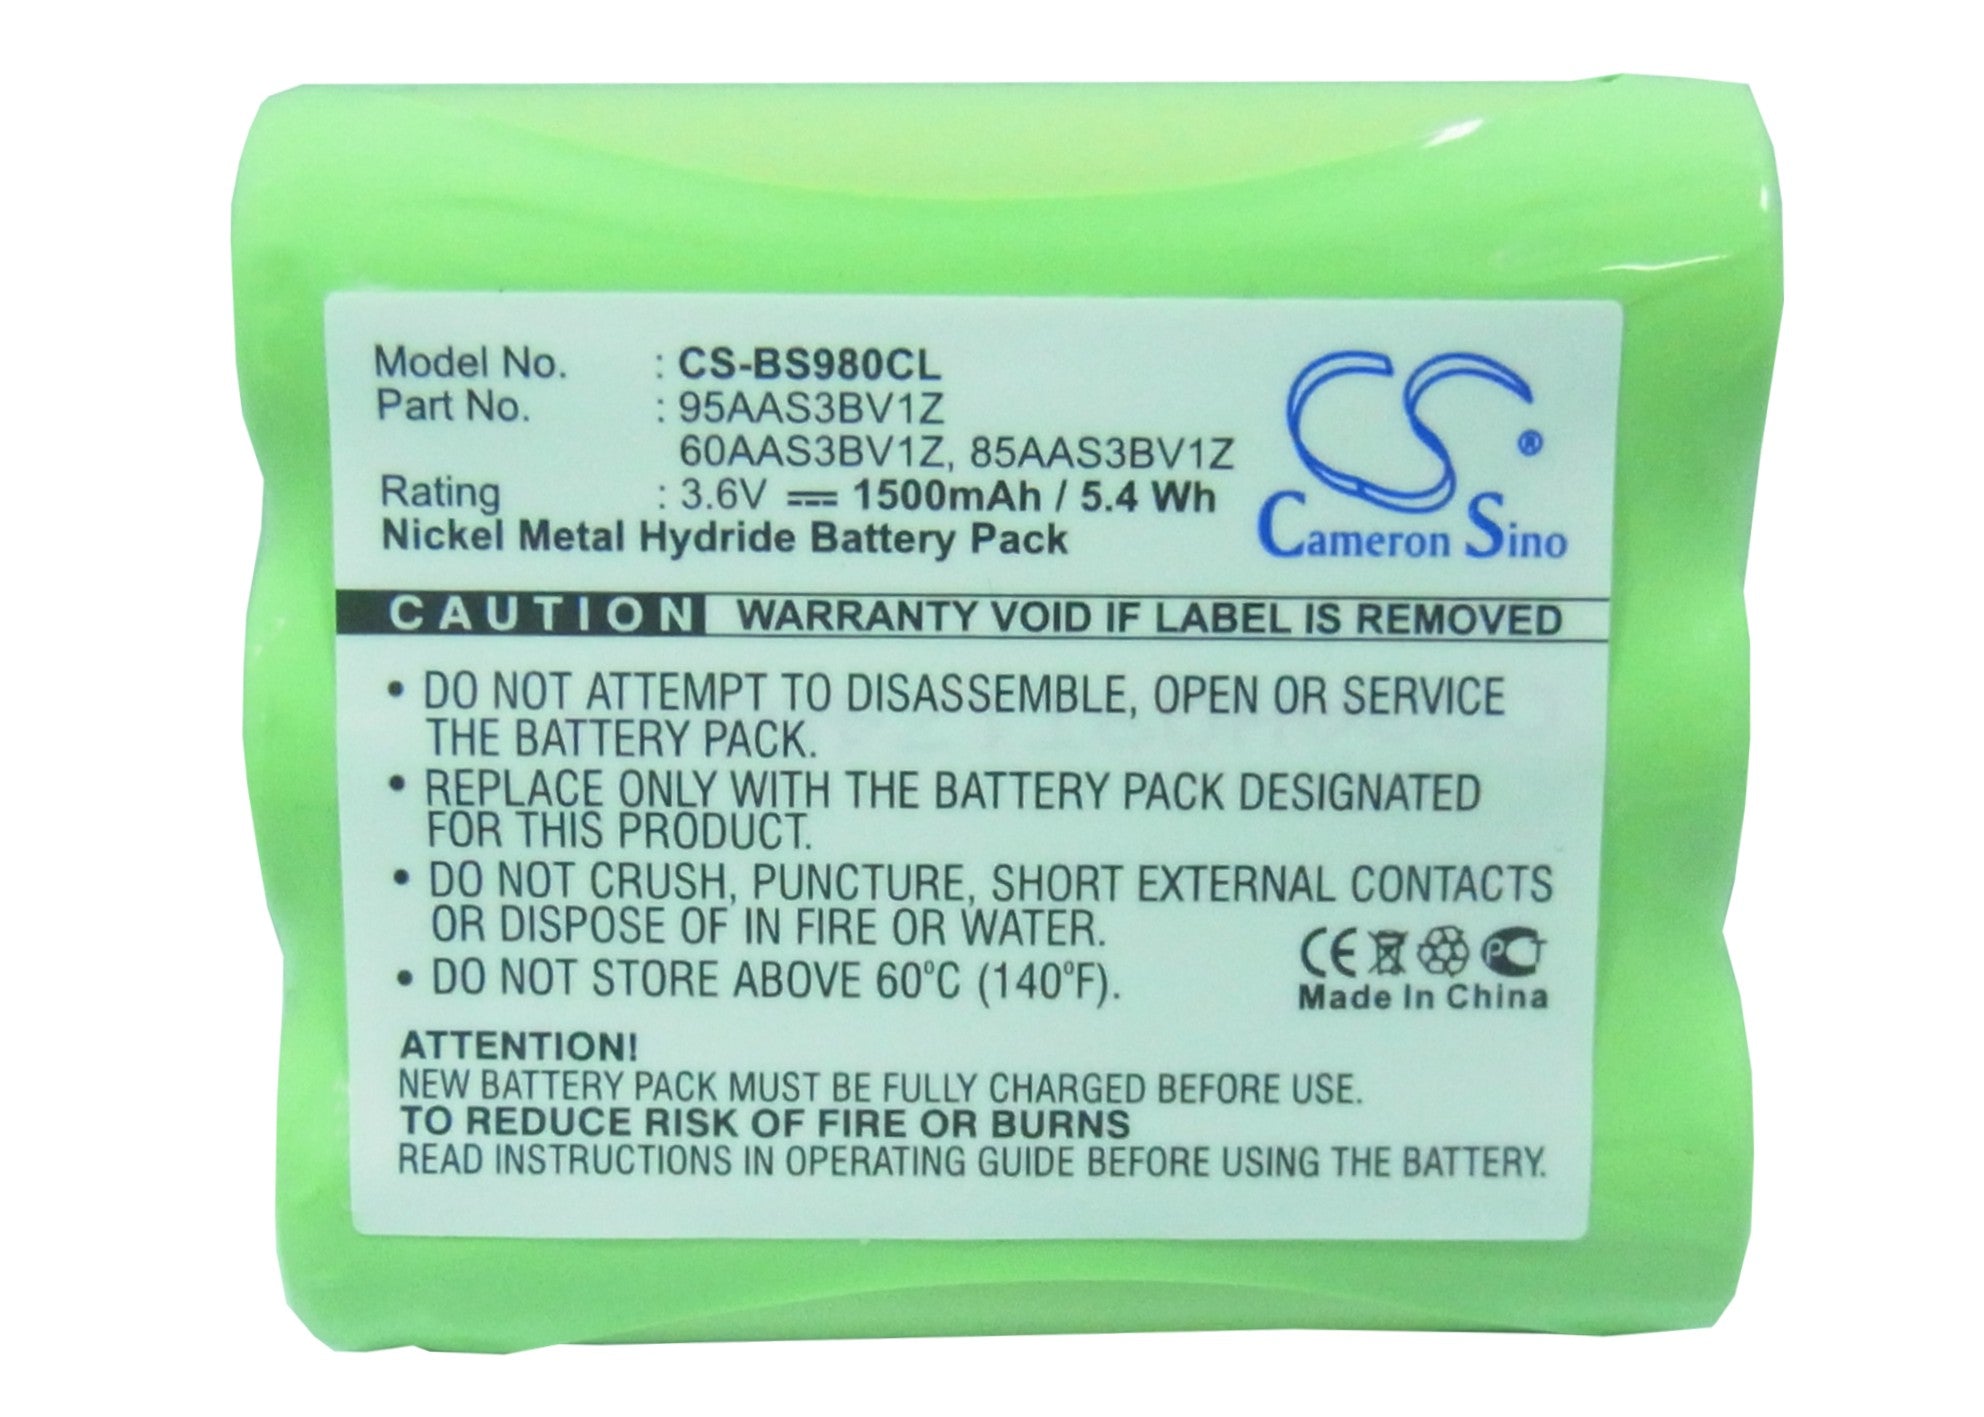 Model No. : CS-BS980CL
Part No. : 95AAS3BV1Z
60AAS3BV1Z, 85AAS3BV1Z
Rating : 3.6V ⎓ 1500mAh / 5.4 Wh
Nickel Metal Hydride Battery Pack
CS ®
Cameron Sino
CAUTION WARRANTY VOID IF LABEL IS REMOVED
• DO NOT ATTEMPT TO DISASSEMBLE, OPEN OR SERVICE
THE BATTERY PACK.
• REPLACE ONLY WITH THE BATTERY PACK DESIGNATED
FOR THIS PRODUCT.
• DO NOT CRUSH, PUNCTURE, SHORT EXTERNAL CONTACTS
OR DISPOSE OF IN FIRE OR WATER.
• DO NOT STORE ABOVE 60°C (140°F).
CE PCT
Made In China
ATTENTION!
NEW BATTERY PACK MUST BE FULLY CHARGED BEFORE USE.
TO REDUCE RISK OF FIRE OR BURNS
READ INSTRUCTIONS IN OPERATING GUIDE BEFORE USING THE BATTERY.